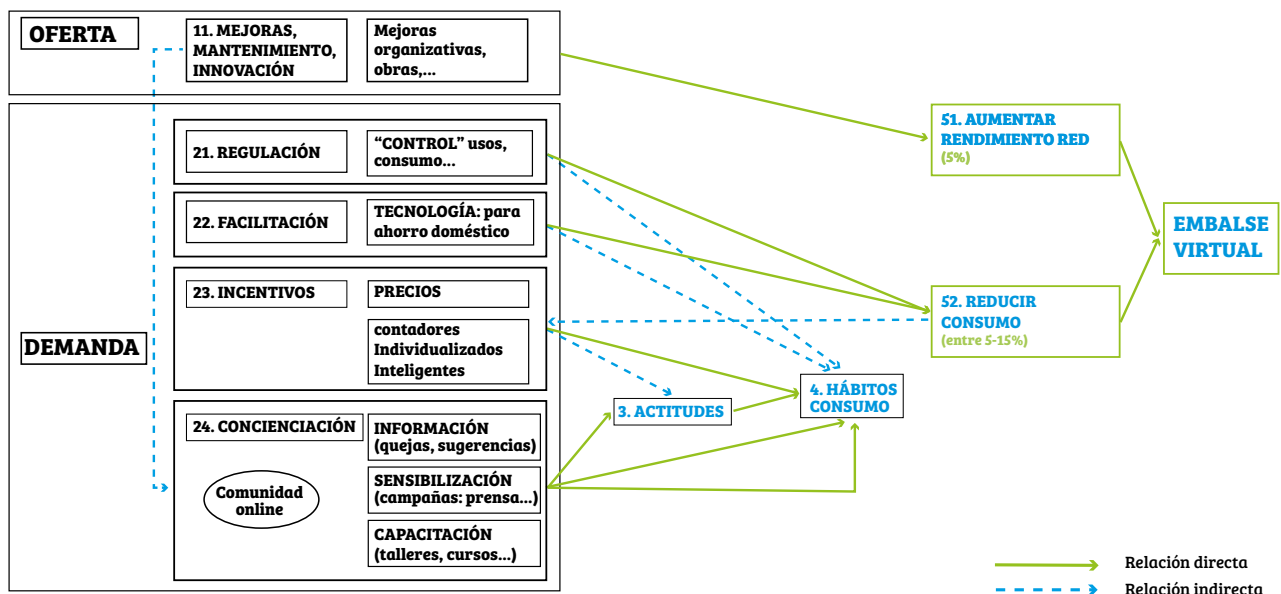 OFERTA
11. MEJORAS,
MANTENIMIENTO,
INNOVACIÓN
Mejoras
organizativas,
obras,...
DEMANDA
21. REGULACIÓN
“CONTROL” usos,
consumo...
22. FACILITACIÓN
TECNOLOGÍA: para
ahorro doméstico
23. INCENTIVOS
PRECIOS
contadores
Individualizados
Inteligentes
24. CONCIENCIACIÓN
Comunidad
online
INFORMACIÓN
(quejas, sugerencias)
SENSIBILIZACIÓN
(campañas: prensa...)
CAPACITACIÓN
(talleres, cursos...)
3. ACTITUDES
4. HÁBITOS
CONSUMO
51. AUMENTAR
RENDIMIENTO RED
(5%)
52. REDUCIR
CONSUMO
(entre 5-15%)
EMBALSE
VIRTUAL
Relación directa
Relación indirecta